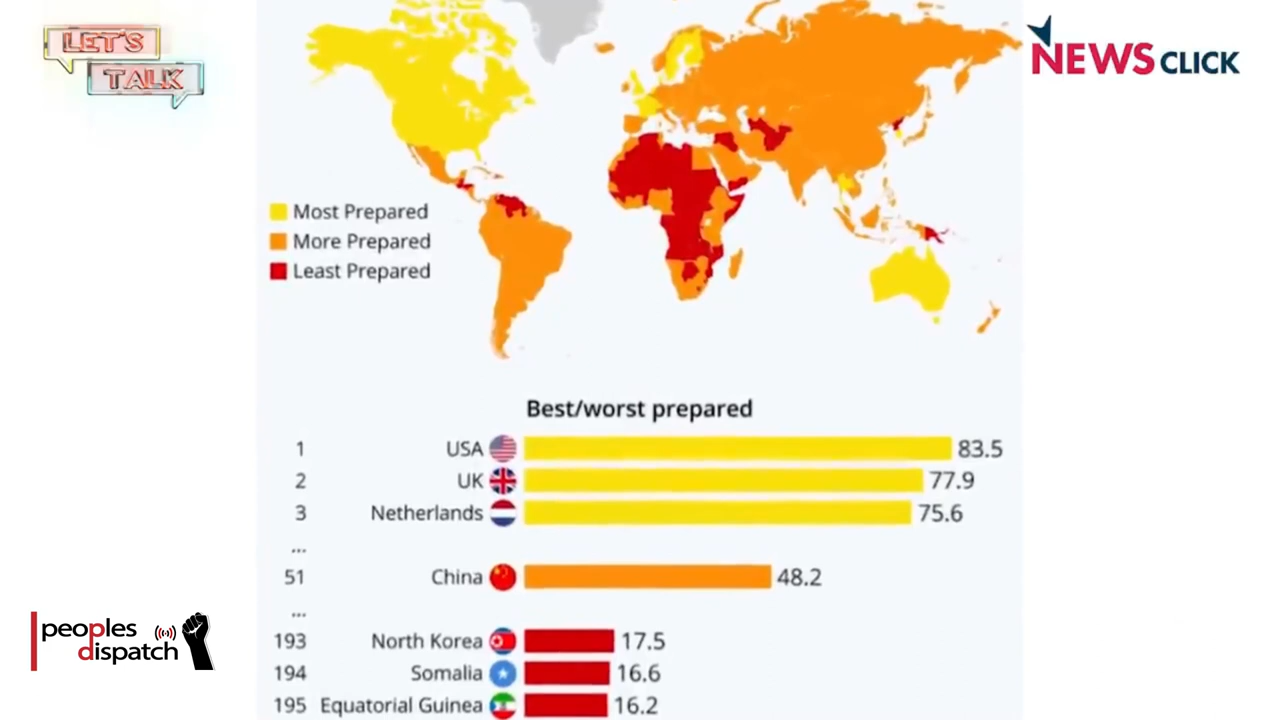 LET'S
TALK
NEWS CLICK
Most Prepared
More Prepared
Least Prepared
Best/worst prepared
1 USA 83.5
2 UK 77.9
3 Netherlands 75.6
...
51 China 48.2
...
193 North Korea 17.5
194 Somalia 16.6
195 Equatorial Guinea 16.2
peoples
dispatch